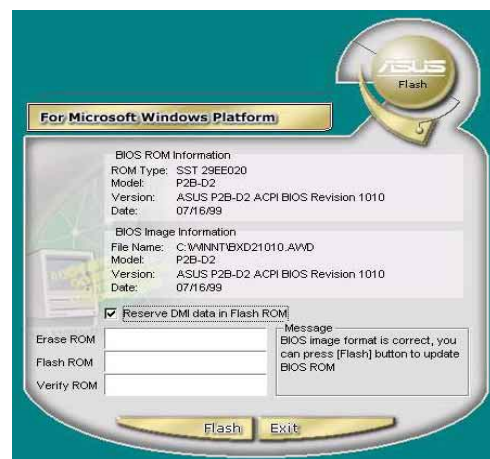 ASUS
Flash
For Microsoft Windows Platform
BIOS ROM Information
ROM Type: SST 29EE020
Model: P2B-D2
Version: ASUS P2B-D2 ACPI BIOS Revision 1010
Date: 07/16/99
BIOS Image Information
File Name: C:\WINNT\BXD21010.AWD
Model: P2B-D2
Version: ASUS P2B-D2 ACPI BIOS Revision 1010
Date: 07/16/99
Reserve DMI data in Flash ROM
Erase ROM
Flash ROM
Verify ROM
Message
BIOS image format is correct, you
can press [Flash] button to update
BIOS ROM
Flash
Exit